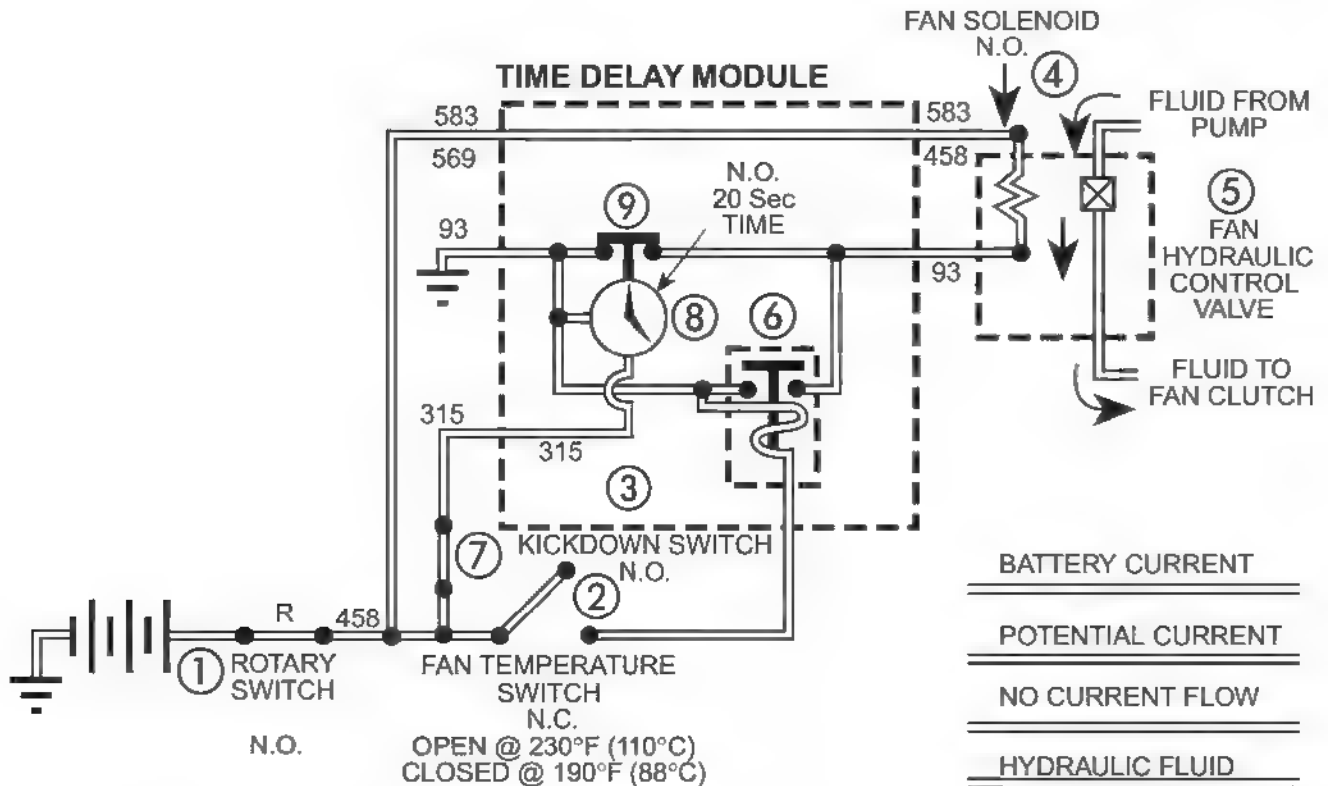 FAN SOLENOID
N.O.
4
TIME DELAY MODULE
583
569
583
458
FLUID FROM
PUMP
N.O.
20 Sec
TIME
9
93
93
5
FAN
HYDRAULIC
CONTROL
VALVE
8
6
FLUID TO
FAN CLUTCH
315
315
3
7
KICKDOWN SWITCH
N.O.
2
R
458
1
ROTARY
SWITCH
N.O.
FAN TEMPERATURE
SWITCH
N.C.
OPEN @ 230°F (110°C)
CLOSED @ 190°F (88°C)
BATTERY CURRENT
POTENTIAL CURRENT
NO CURRENT FLOW
HYDRAULIC FLUID